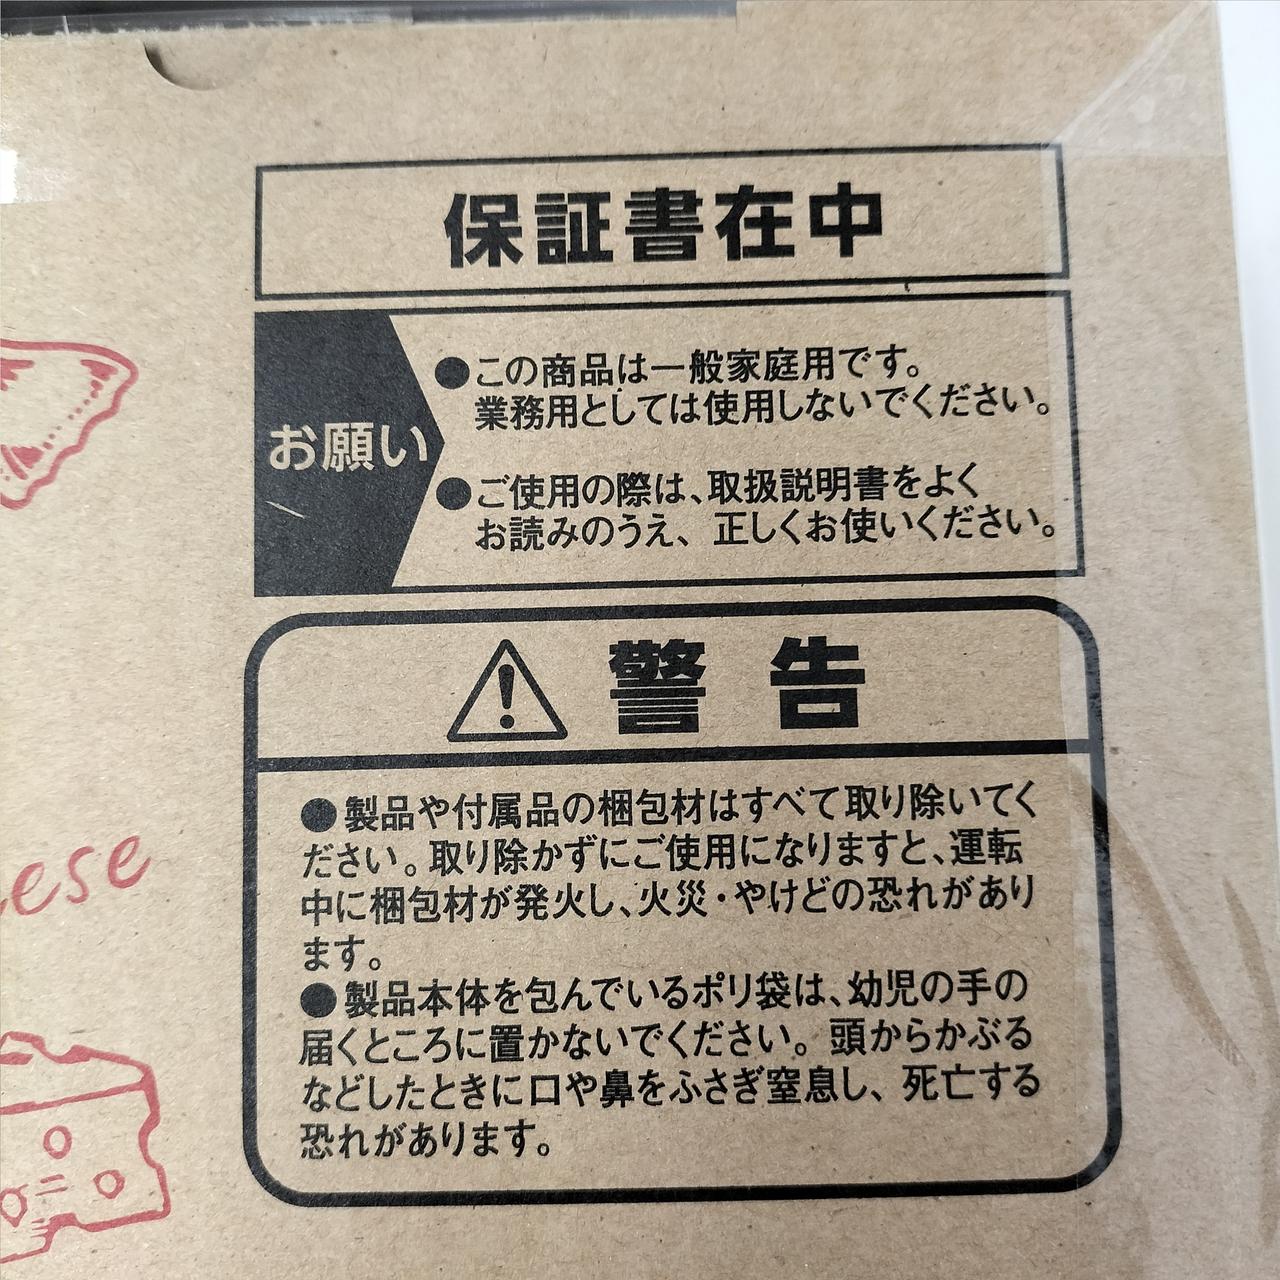 保証書在中
お願い
●この商品は一般家庭用です。
業務用としては使用しないでください。
●ご使用の際は、取扱説明書をよく
お読みのうえ、正しくお使いください。
警告
●製品や付属品の梱包材はすべて取り除いてく
ださい。取り除かずにご使用になりますと、運転
中に梱包材が発火し、火災・やけどの恐れがあり
ます。
●製品本体を包んでいるポリ袋は、幼児の手の
届くところに置かないでください。頭からかぶる
などしたときに口や鼻をふさぎ窒息し、死亡する
恐れがあります。
ese